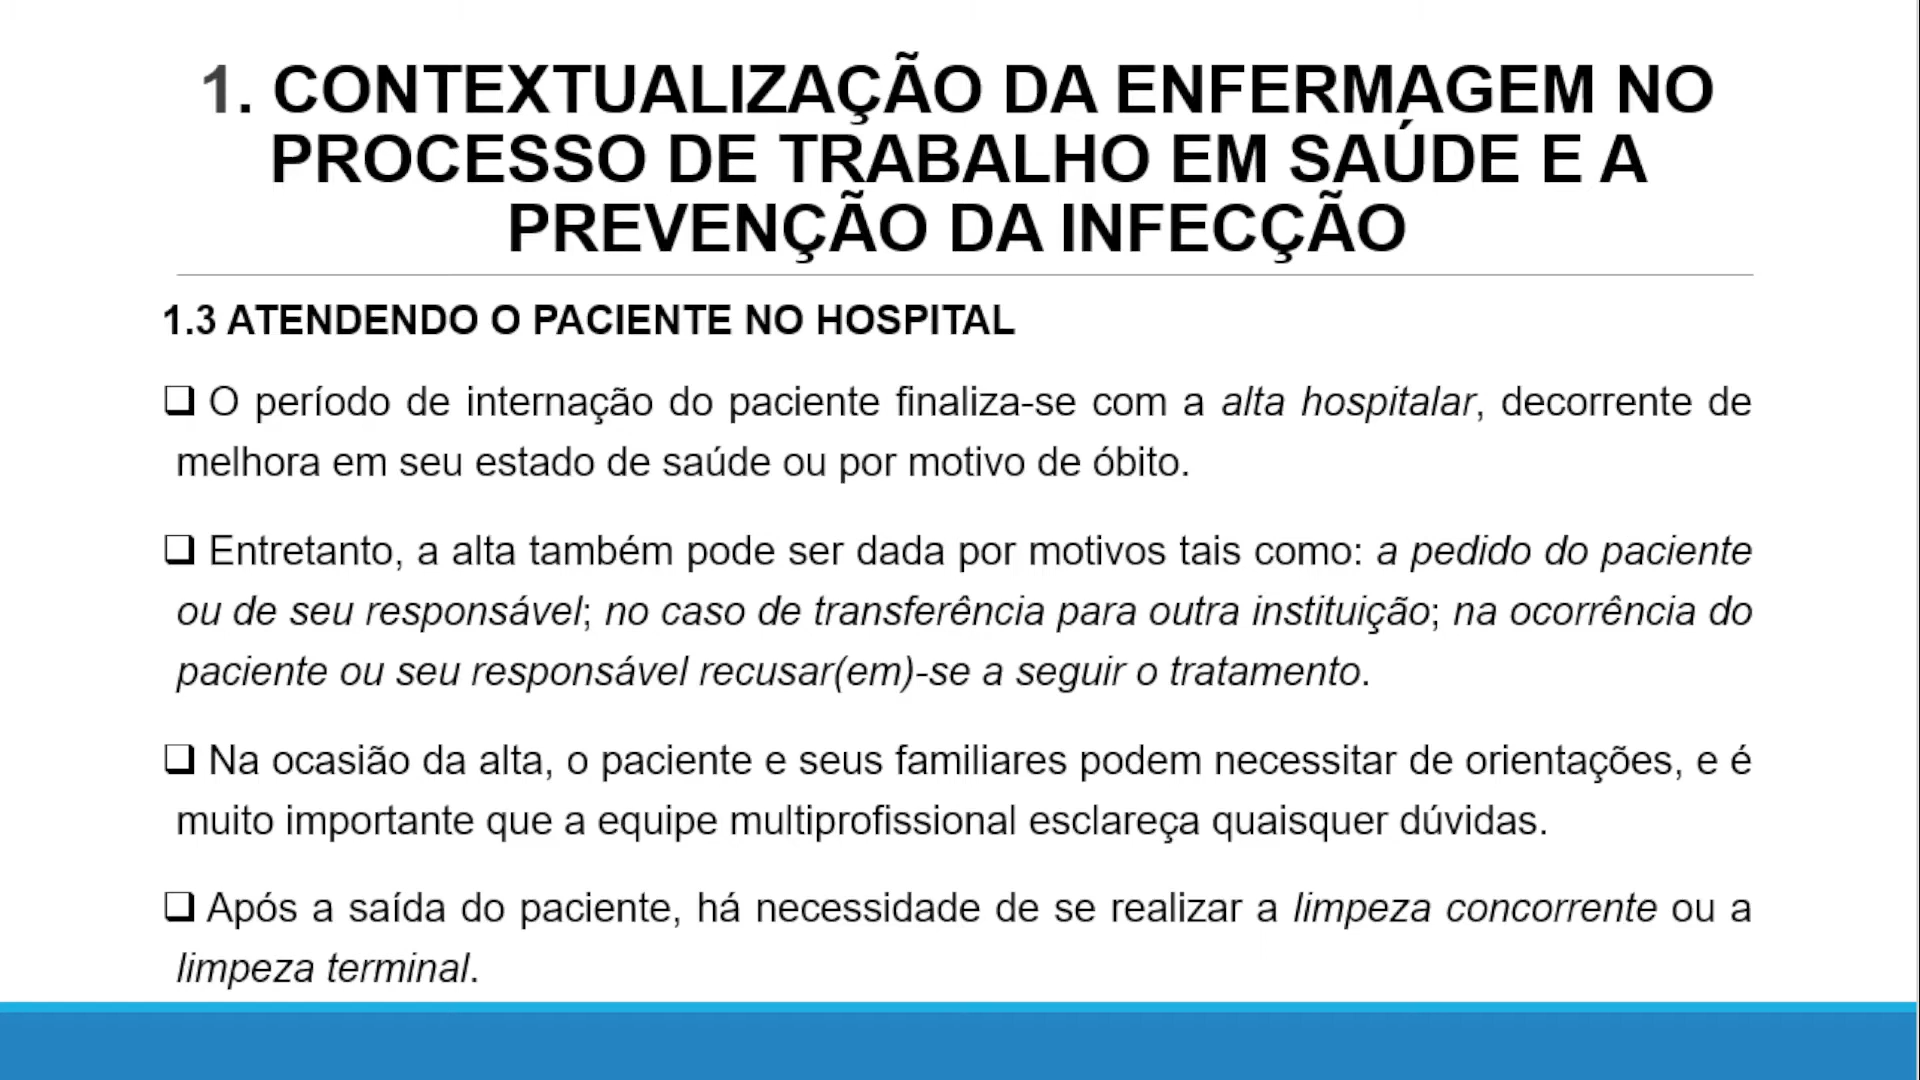 1. CONTEXTUALIZAÇÃO DA ENFERMAGEM NO
PROCESSO DE TRABALHO EM SAÚDE E A
PREVENÇÃO DA INFECÇÃO
1.3 ATENDENDO O PACIENTE NO HOSPITAL
❑ O período de internação do paciente finaliza-se com a alta hospitalar, decorrente de
melhora em seu estado de saúde ou por motivo de óbito.
❑ Entretanto, a alta também pode ser dada por motivos tais como: a pedido do paciente
ou de seu responsável; no caso de transferência para outra instituição; na ocorrência do
paciente ou seu responsável recusar(em)-se a seguir o tratamento.
❑ Na ocasião da alta, o paciente e seus familiares podem necessitar de orientações, e é
muito importante que a equipe multiprofissional esclareça quaisquer dúvidas.
❑ Após a saída do paciente, há necessidade de se realizar a limpeza concorrente ou a
limpeza terminal.